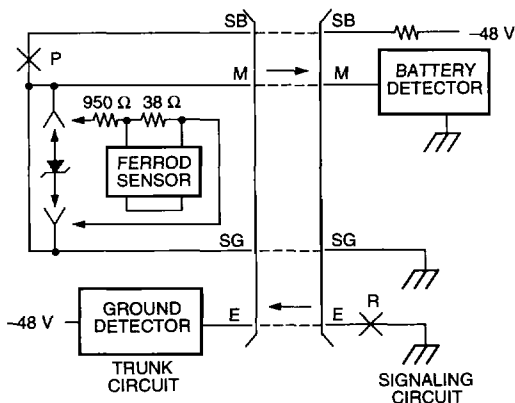 SB
SB
–48 V
P
M
M
BATTERY
DETECTOR
950 Ω
38 Ω
FERROD
SENSOR
SG
SG
–48 V
GROUND
DETECTOR
E
E
R
TRUNK
CIRCUIT
SIGNALING
CIRCUIT